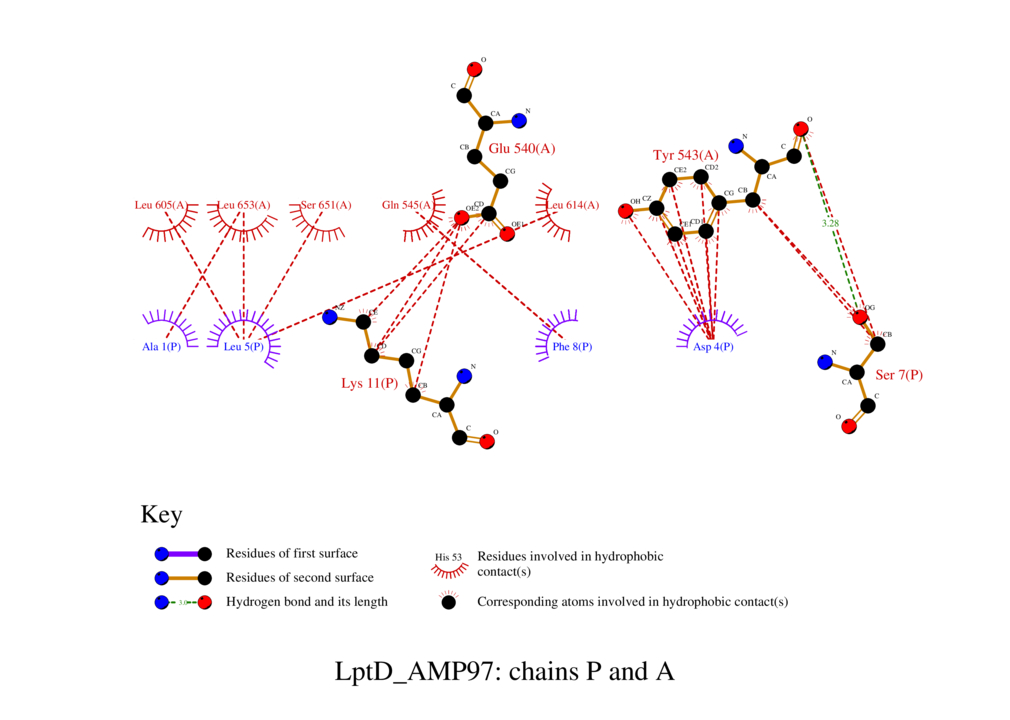 O
C
CA
N
CB
Glu 540(A)
CG
OE2
CD
OE1
O
N
C
Tyr 543(A)
CE2
CD2
CA
CB
CG
OH
CZ
CE1
CD1
Leu 605(A)
Leu 653(A)
Ser 651(A)
Gln 545(A)
Leu 614(A)
3.28
NZ
CE
CD
CG
OG
CB
Ala 1(P)
Leu 5(P)
Phe 8(P)
Asp 4(P)
N
CA
Ser 7(P)
C
O
Lys 11(P)
CB
N
CA
C
O
Key
Residues of first surface
Residues of second surface
3.0
Hydrogen bond and its length
His 53
Residues involved in hydrophobic
contact(s)
Corresponding atoms involved in hydrophobic contact(s)
LptD_AMP97: chains P and A